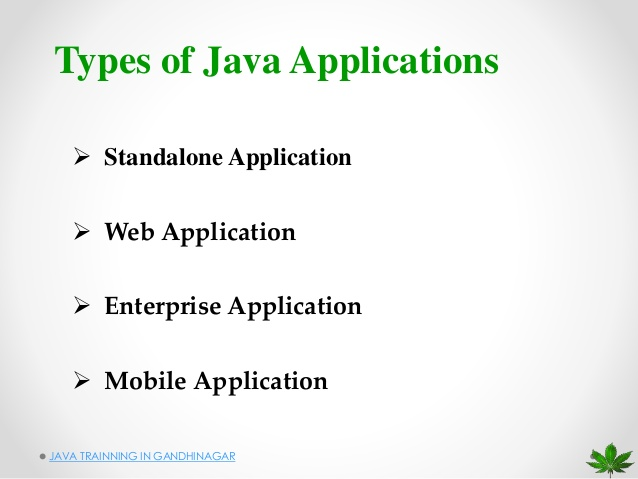 Types of Java Applications
Standalone Application
Web Application
Enterprise Application
Mobile Application
JAVA TRAINNING IN GANDHINAGAR